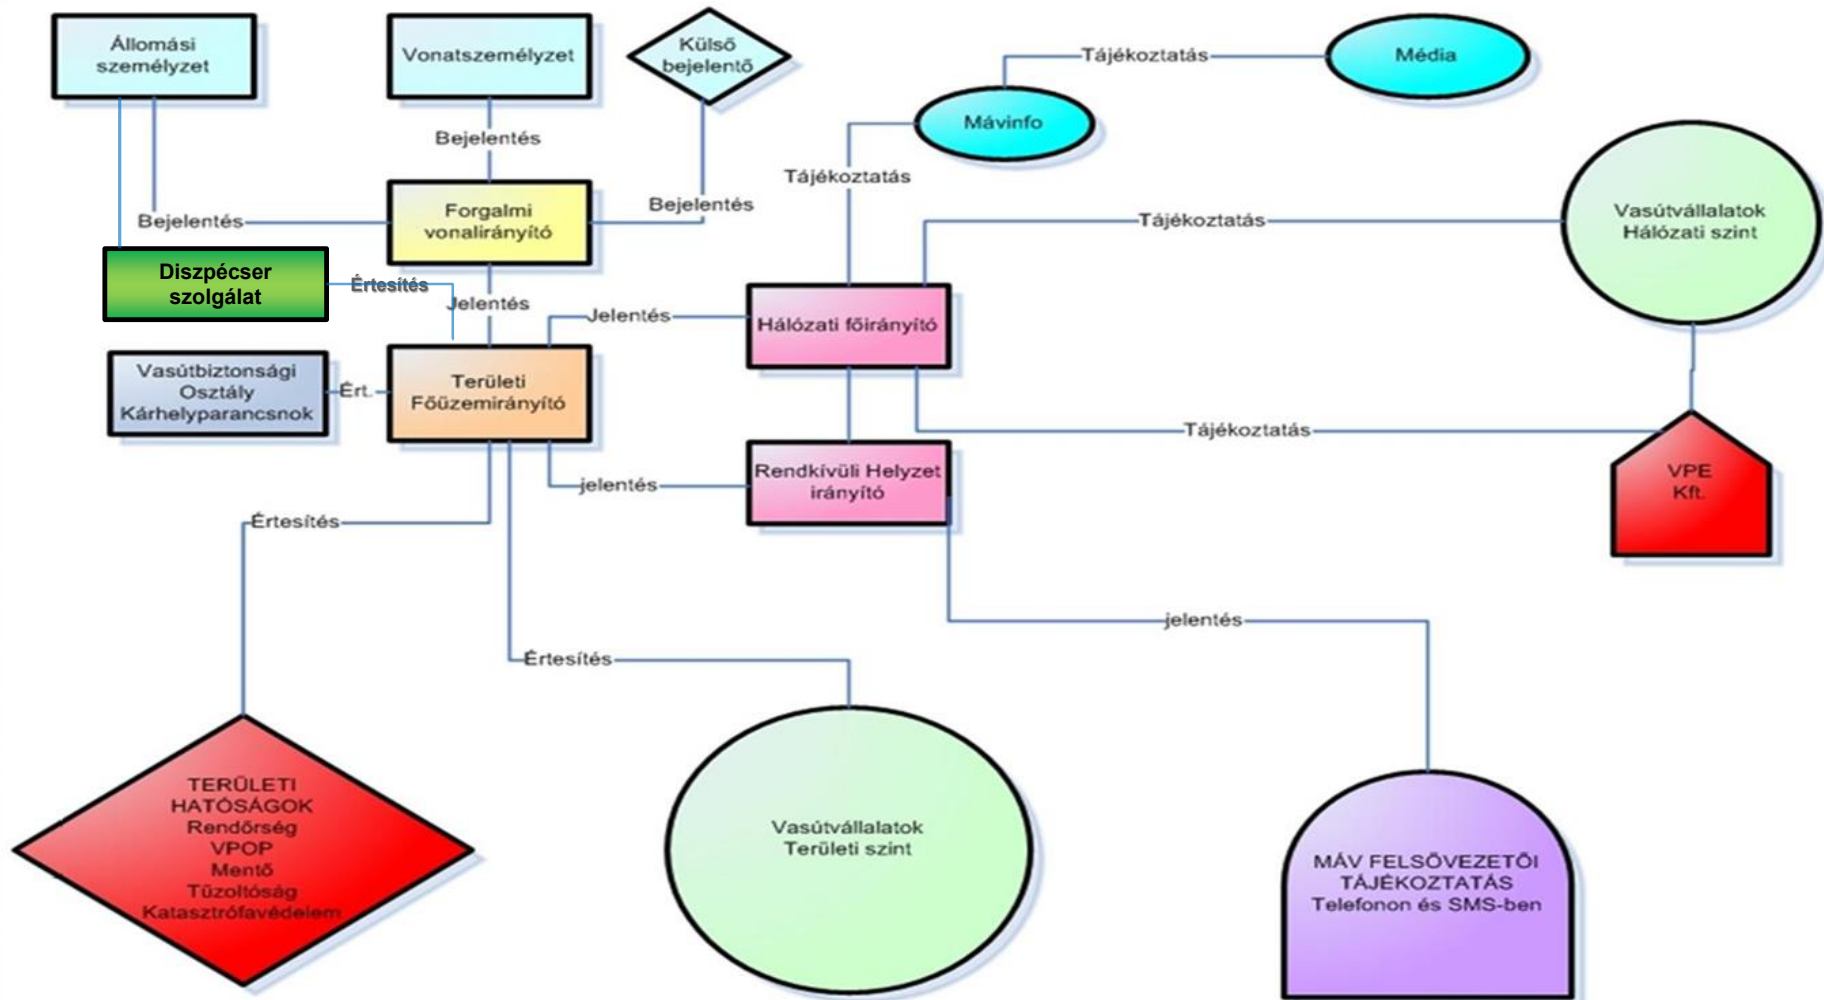 Állomási
személyzet
Vonatszemélyzet
Külső
bejelentő
Tájékoztatás
Média
Mávinfo
Bejelentés
Tájékoztatás
Bejelentés
Bejelentés
Forgalmi
vonalirányító
Tájékoztatás
Vasútvállalatok
Hálózati szint
Diszpécser
szolgálat
Értesítés
Jelentés
Jelentés
Hálózati főirányító
Vasútbiztonsági
Osztály
Kárhelyparancsnok
Ért.
Területi
Főüzemirányító
Tájékoztatás
Rendkívüli Helyzet
irányító
jelentés
VPE
Kft.
Értesítés
jelentés
Értesítés
TERÜLETI
HATÓSÁGOK
Rendőrség
VPOP
Mentő
Tűzoltóság
Katasztrófavédelem
Vasútvállalatok
Területi szint
MÁV FELSŐVEZETŐI
TÁJÉKOZTATÁS
Telefonon és SMS-ben